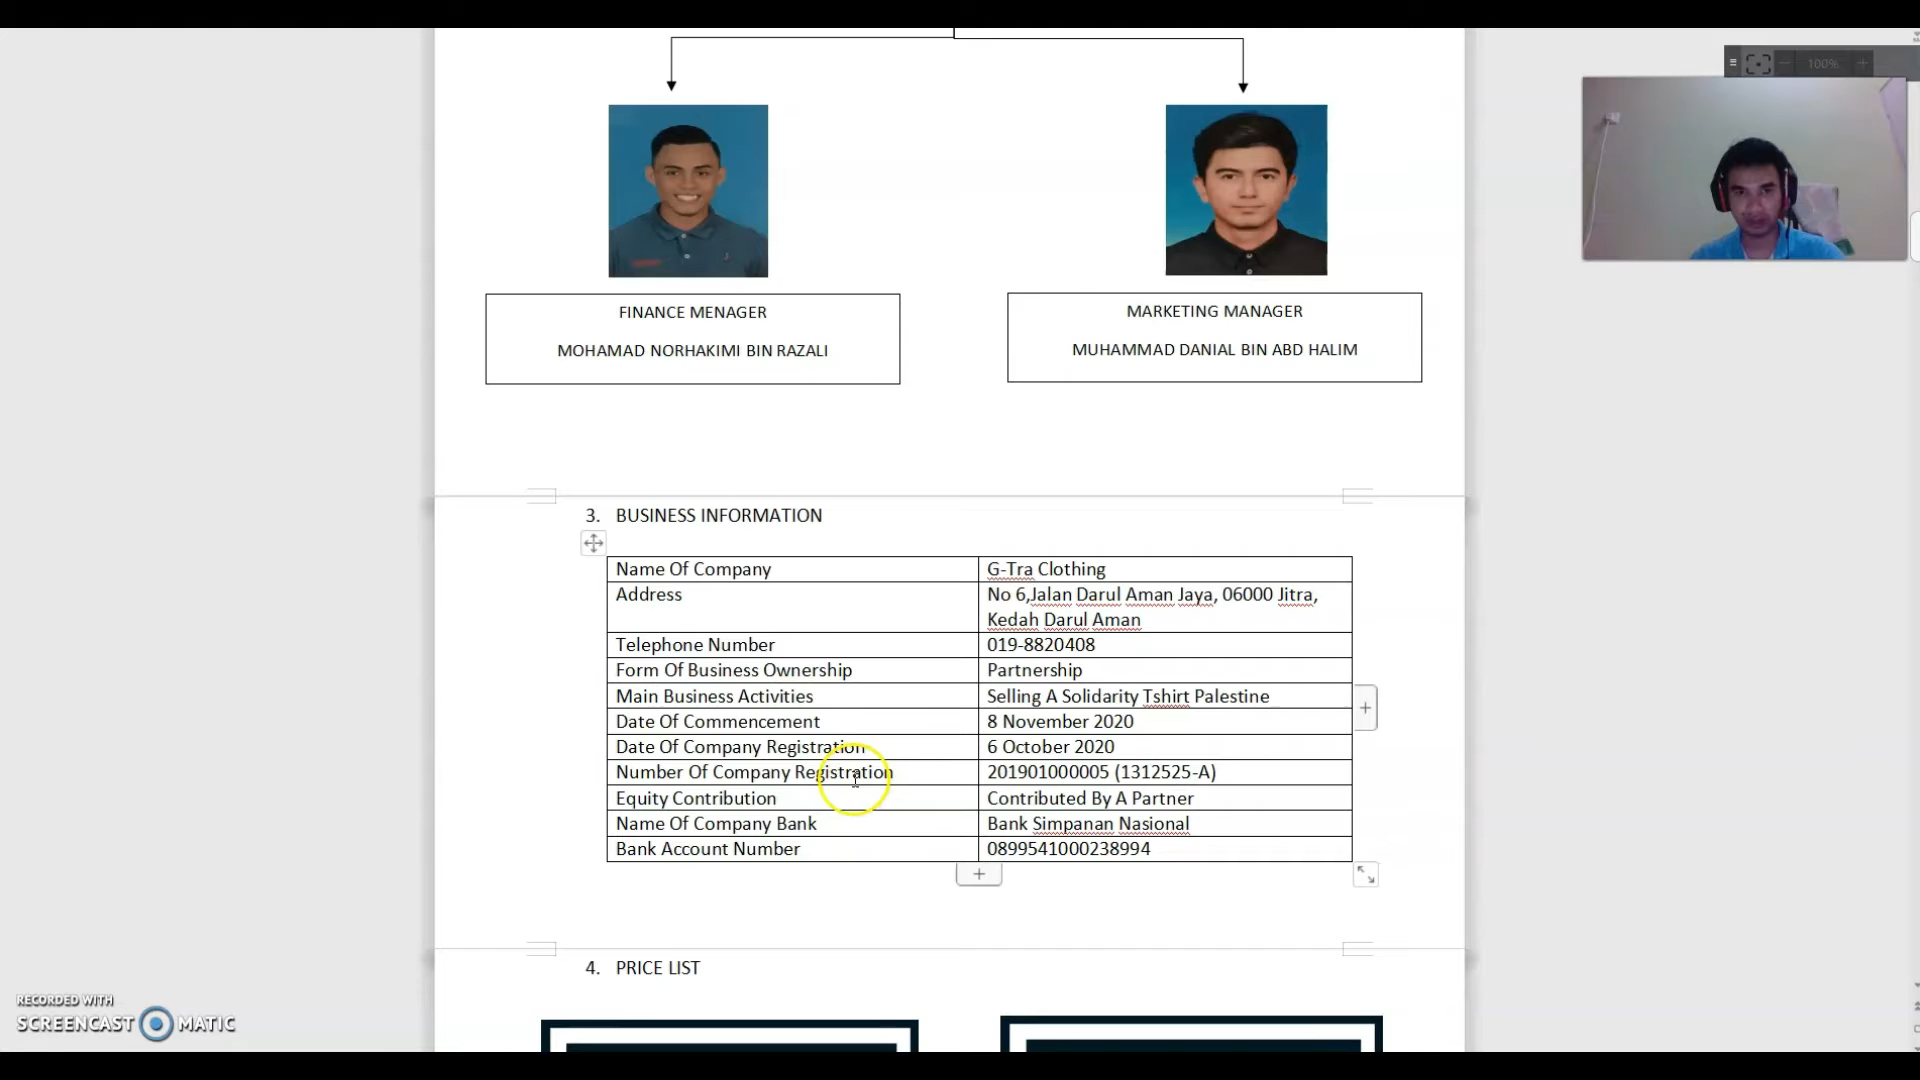 100%
FINANCE MENAGER
MOHAMAD NORHAKIMI BIN RAZALI
MARKETING MANAGER
MUHAMMAD DANIAL BIN ABD HALIM
3. BUSINESS INFORMATION
Name Of Company G-Tra Clothing
Address No 6,Jalan Darul Aman Jaya, 06000 Jitra,
Kedah Darul Aman
Telephone Number 019-8820408
Form Of Business Ownership Partnership
Main Business Activities Selling A Solidarity Tshirt Palestine
Date Of Commencement 8 November 2020
Date Of Company Registration 6 October 2020
Number Of Company Registration 201901000005 (1312525-A)
Equity Contribution Contributed By A Partner
Name Of Company Bank Bank Simpanan Nasional
Bank Account Number 0899541000238994
4. PRICE LIST
RECORDED WITH
SCREENCAST MATIC